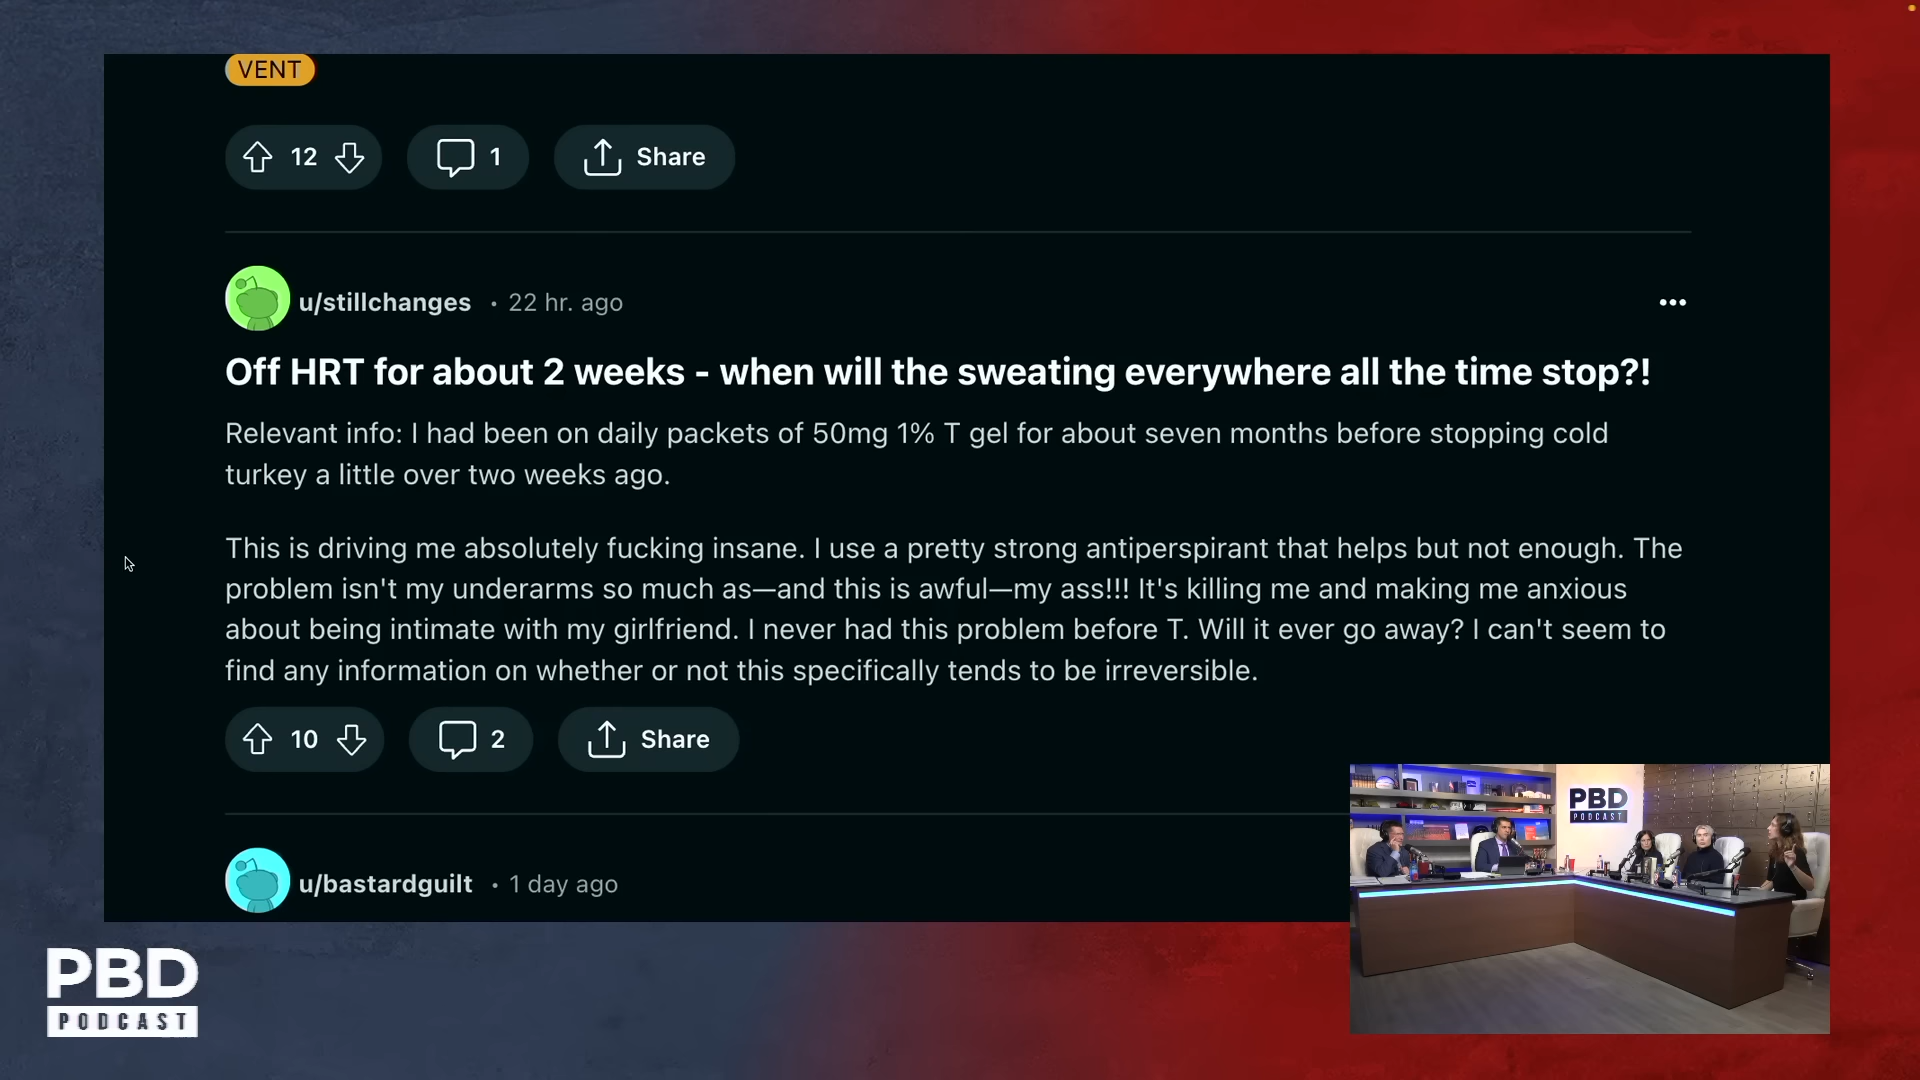 VENT
12
1
Share
u/stillchanges • 22 hr. ago
Off HRT for about 2 weeks - when will the sweating everywhere all the time stop?!
Relevant info: I had been on daily packets of 50mg 1% T gel for about seven months before stopping cold
turkey a little over two weeks ago.
This is driving me absolutely fucking insane. I use a pretty strong antiperspirant that helps but not enough. The
problem isn't my underarms so much as—and this is awful—my ass!!! It's killing me and making me anxious
about being intimate with my girlfriend. I never had this problem before T. Will it ever go away? I can't seem to
find any information on whether or not this specifically tends to be irreversible.
10
2
Share
u/bastardguilt • 1 day ago
PBD
PODCAST
PBD
PODCAST